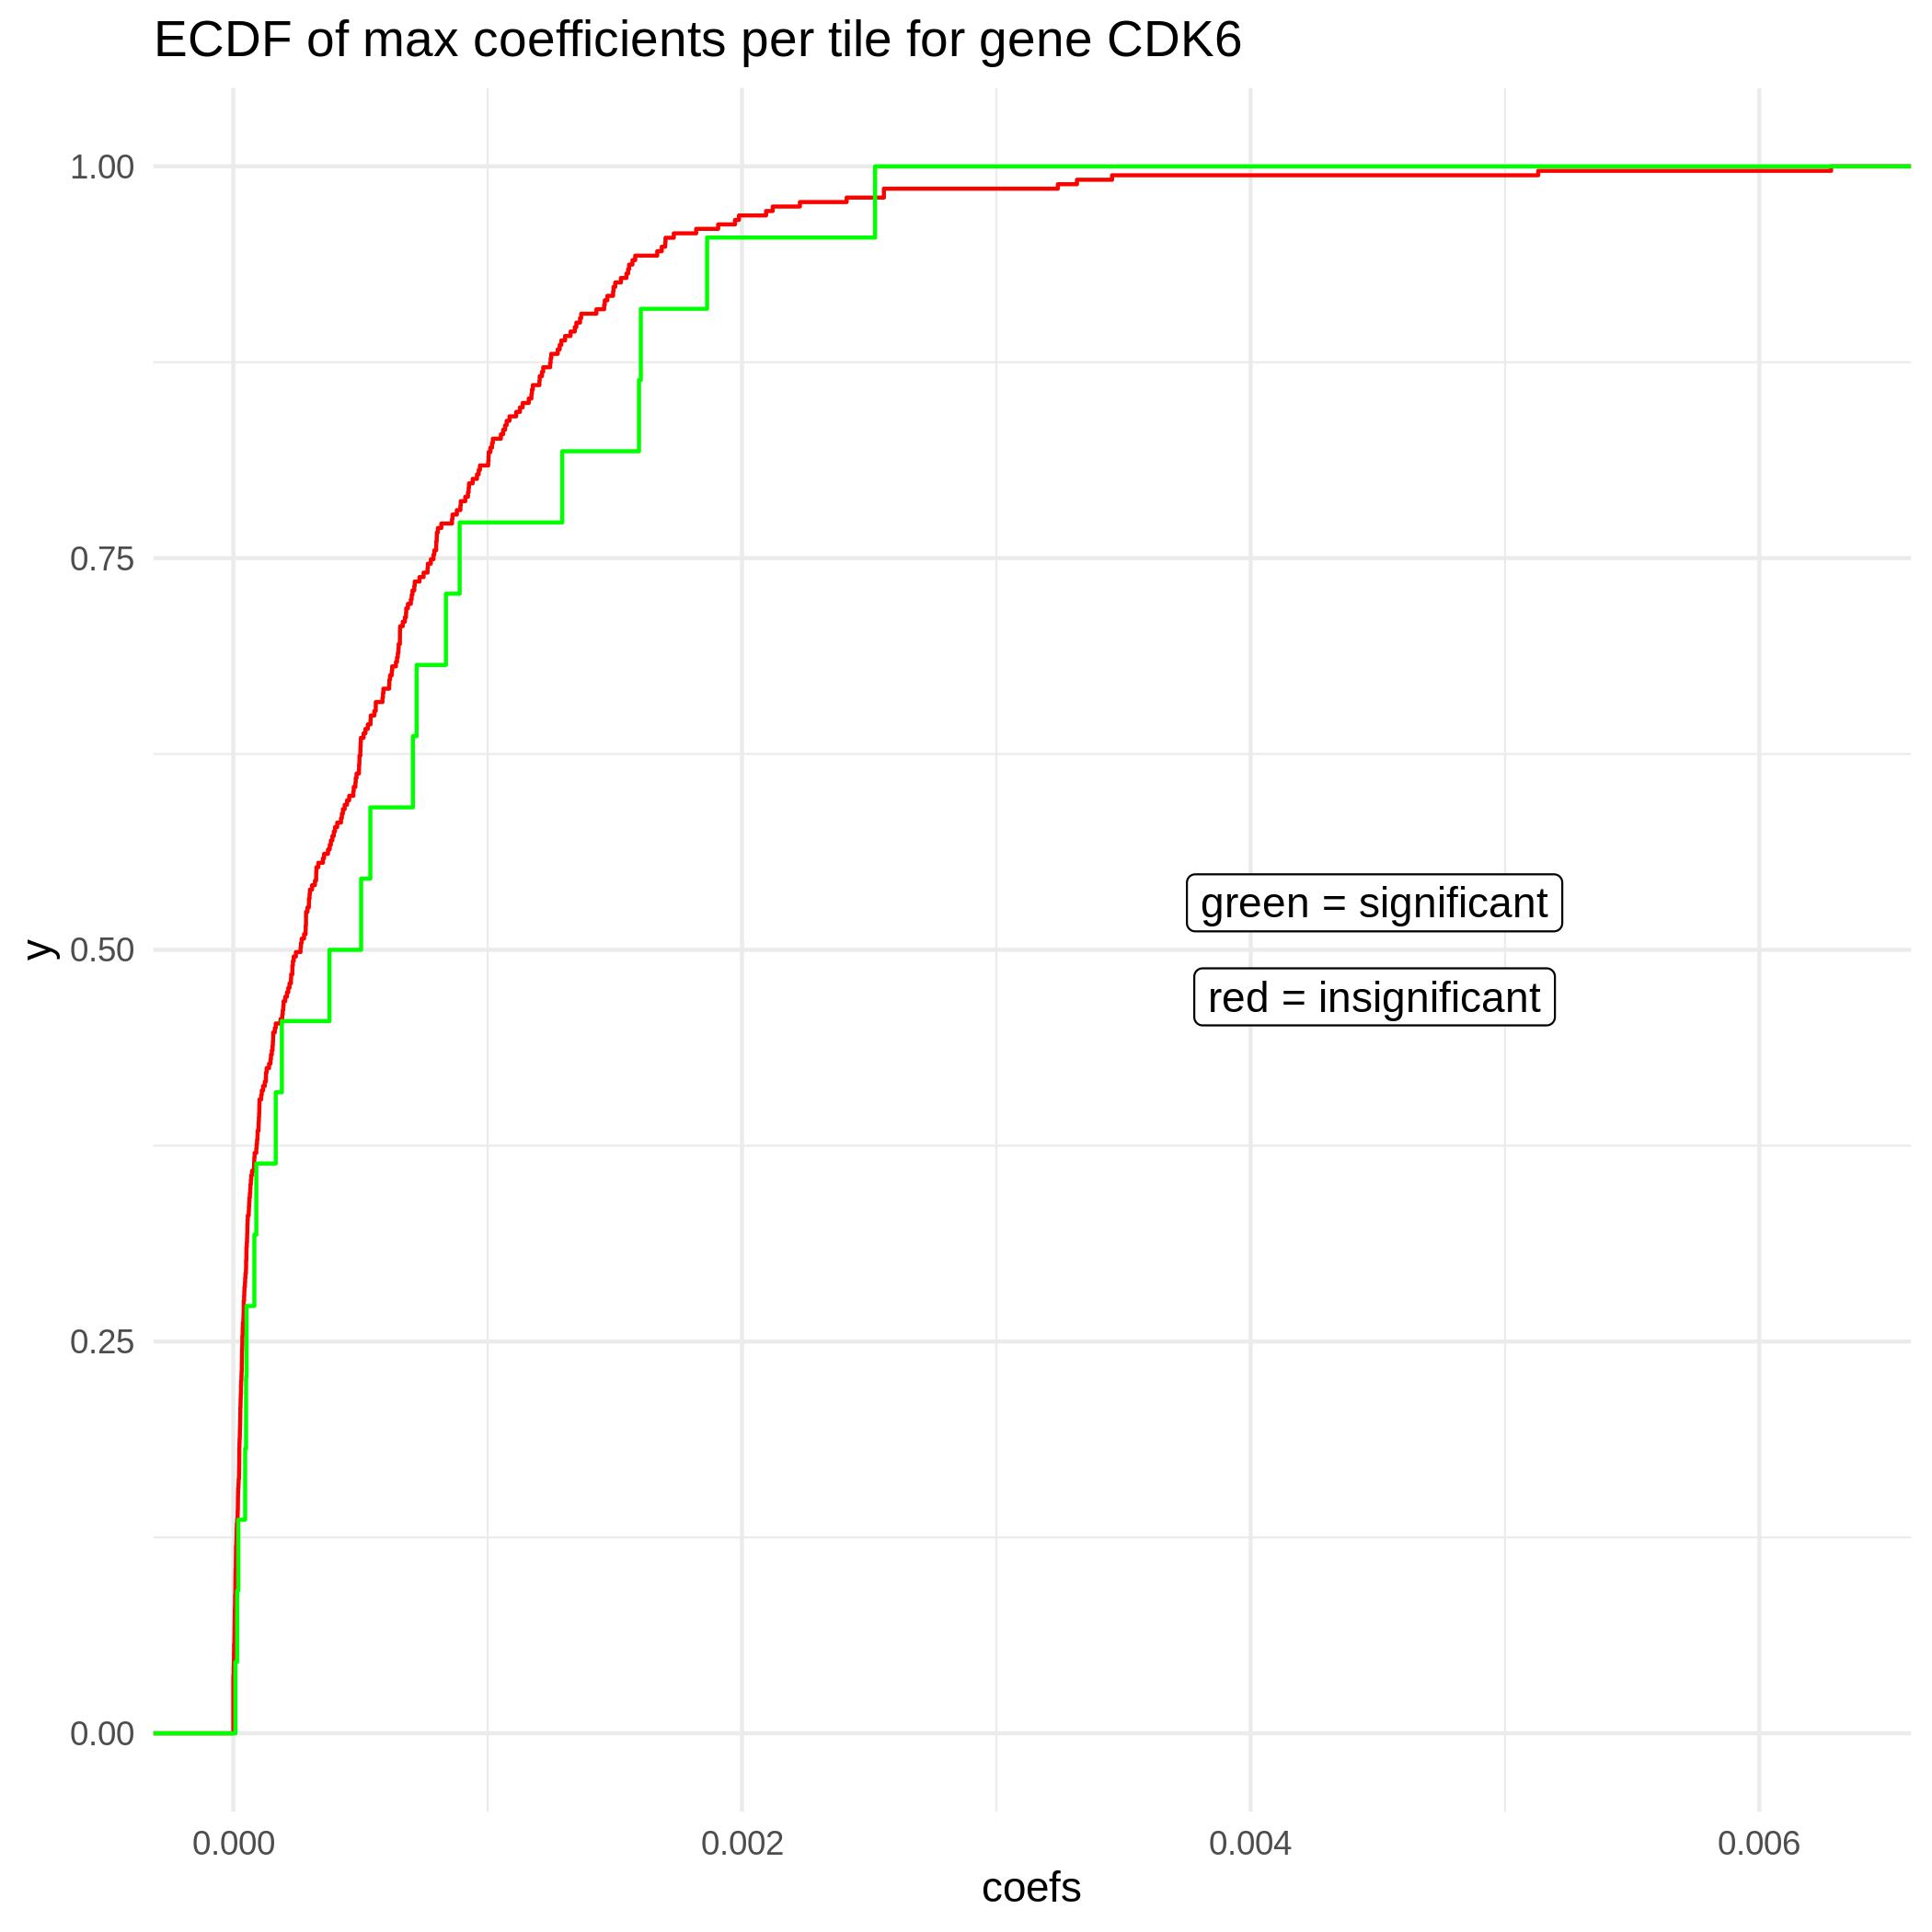 ECDF of max coefficients per tile for gene CDK6
1.00
0.75
0.50
0.25
0.00
y
green = significant
red = insignificant
0.000 0.002 0.004 0.006
coefs